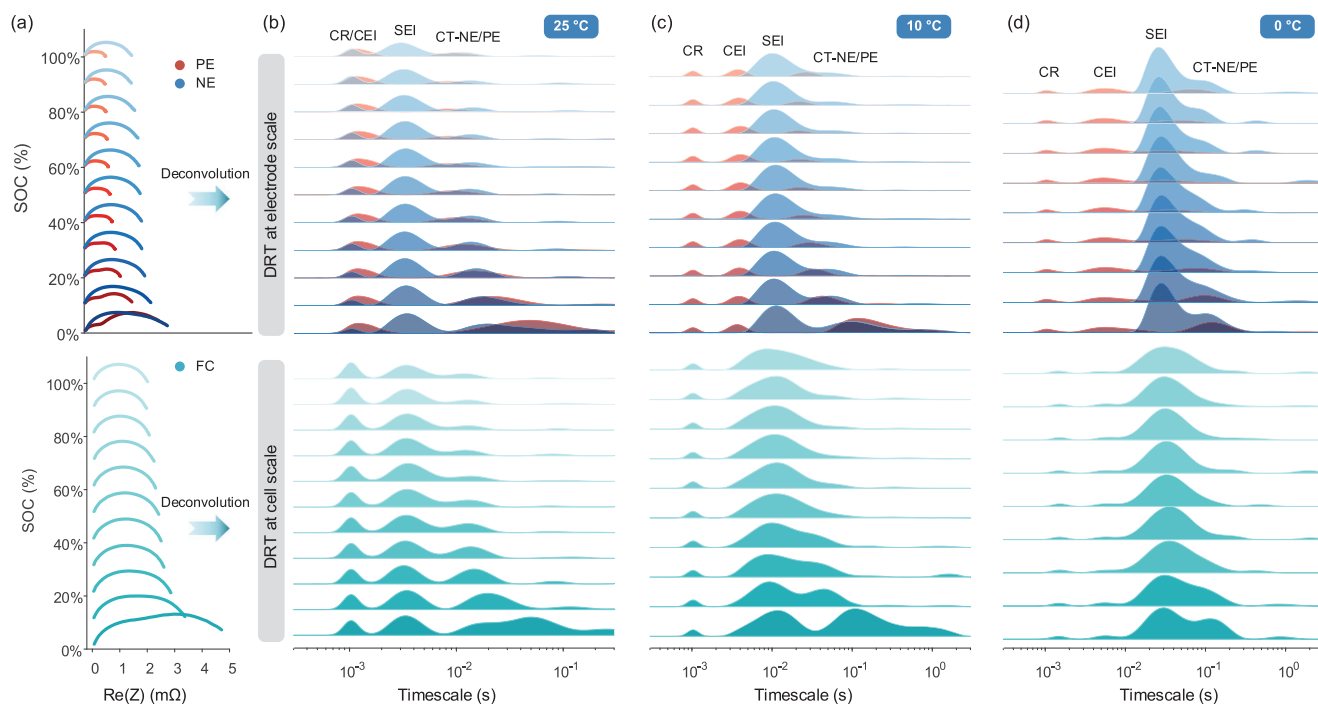 (a)
SOC (%)
100%
80%
60%
40%
20%
0%
PE
NE
Deconvolution
DRT at electrode scale
(b)
25 °C
CR/CEI
SEI
CT-NE/PE
(c)
10 °C
CR
CEI
SEI
CT-NE/PE
(d)
0 °C
CR
CEI
SEI
CT-NE/PE
SOC (%)
100%
80%
60%
40%
20%
0%
FC
Deconvolution
DRT at cell scale
0 1 2 3 4 5
Re(Z) (mΩ)
10⁻³ 10⁻² 10⁻¹
Timescale (s)
10⁻³ 10⁻² 10⁻¹ 10⁰
Timescale (s)
10⁻³ 10⁻² 10⁻¹ 10⁰
Timescale (s)